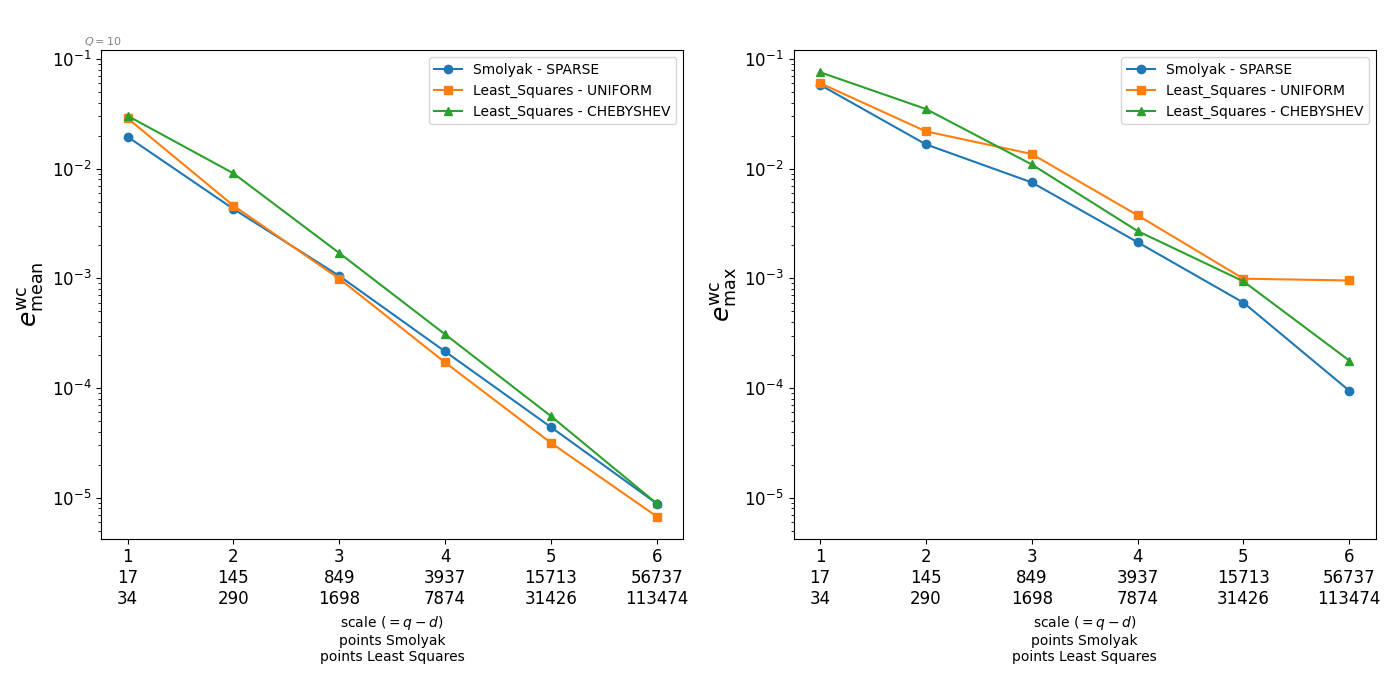 Q = 10
10⁻¹
10⁻²
10⁻³
10⁻⁴
10⁻⁵
e^wc_mean
Smolyak - SPARSE
Least_Squares - UNIFORM
Least_Squares - CHEBYSHEV
1 2 3 4 5 6
17 145 849 3937 15713 56737
34 290 1698 7874 31426 113474
scale (= q − d)
points Smolyak
points Least Squares
10⁻¹
10⁻²
10⁻³
10⁻⁴
10⁻⁵
e^wc_max
Smolyak - SPARSE
Least_Squares - UNIFORM
Least_Squares - CHEBYSHEV
1 2 3 4 5 6
17 145 849 3937 15713 56737
34 290 1698 7874 31426 113474
scale (= q − d)
points Smolyak
points Least Squares